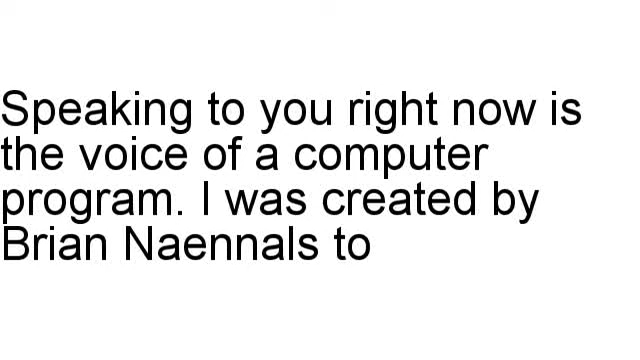 Speaking to you right now is
the voice of a computer
program. I was created by
Brian Naennals to